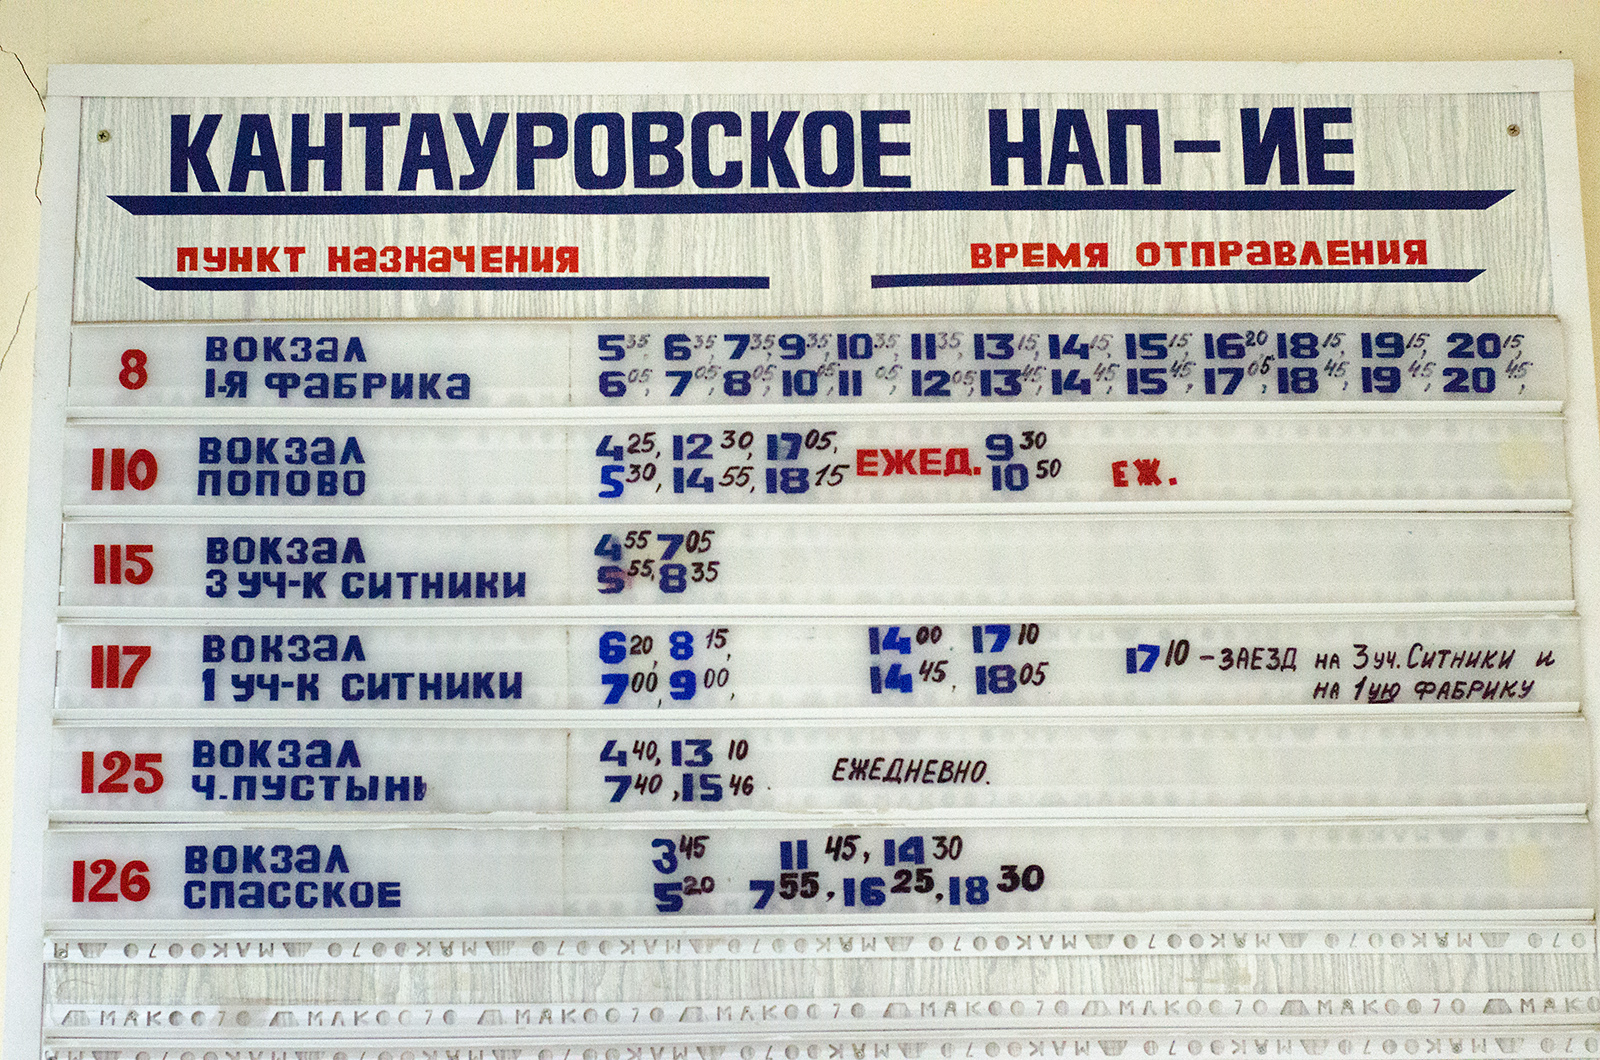 КАНТАУРОВСКОЕ НАП-ИЕ
ПУНКТ НАЗНАЧЕНИЯ ВРЕМЯ ОТПРАВЛЕНИЯ
8 ВОКЗАЛ 5 35, 6 35, 7 35, 9 35, 10 35, 11 35, 13 15, 14 15, 15 15, 16 20 18 15, 19 15, 20 15,
1-Я ФАБРИКА 6 05, 7 05, 8 05, 10 05, 11 05, 12 05, 13 45, 14 45, 15 45, 17 05, 18 45, 19 45, 20 45,
110 ВОКЗАЛ 4 25, 12 30, 17 05, ЕЖЕД. 9 30 ЕЖ.
ПОПОВО 5 30, 14 55, 18 15 10 50
115 ВОКЗАЛ 4 55 7 05
3 УЧ-К СИТНИКИ 5 55, 8 35
117 ВОКЗАЛ 6 20, 8 15, 14 00 17 10 17 10 - ЗАЕЗД НА 3 УЧ. СИТНИКИ И
1 УЧ-К СИТНИКИ 7 00, 9 00, 14 45, 18 05 НА 1УЮ ФАБРИКУ
125 ВОКЗАЛ 4 40, 13 10 ЕЖЕДНЕВНО.
Ч.ПУСТЫНЬ 7 40, 15 46
126 ВОКЗАЛ 3 45 11 45, 14 30
СПАССКОЕ 5 20 7 55, 16 25, 18 30